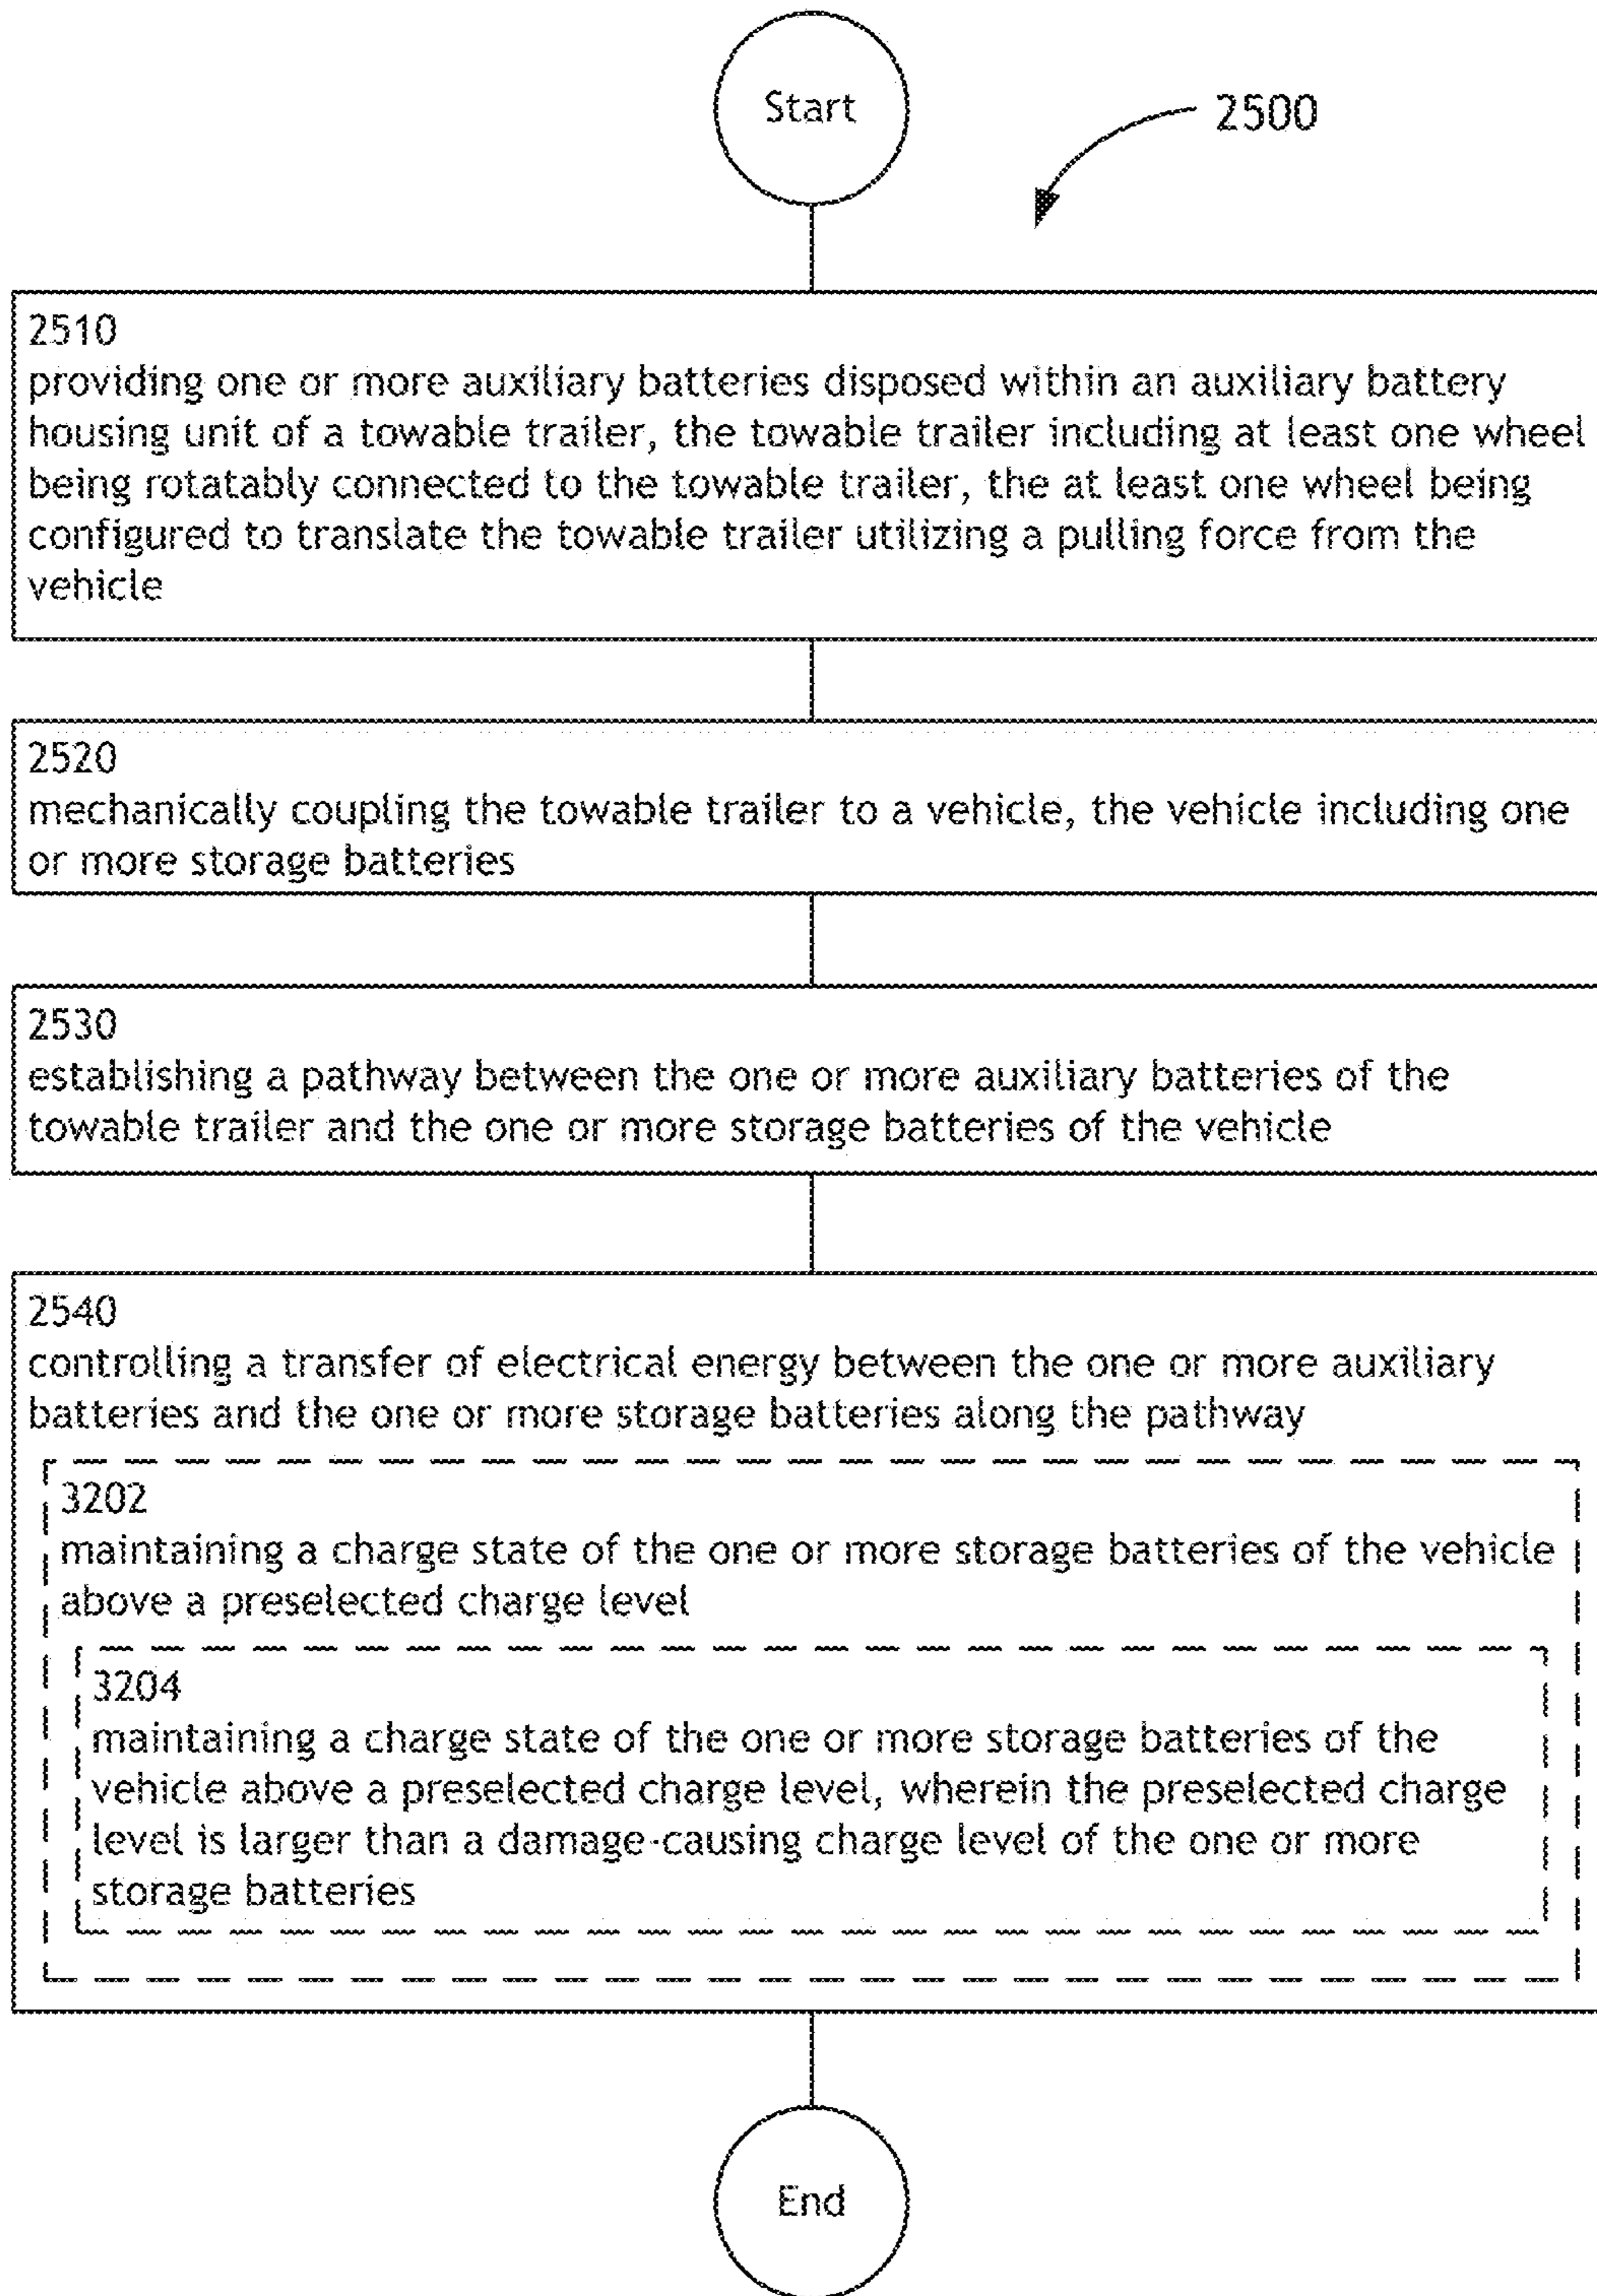 Start
2500
2510
providing one or more auxiliary batteries disposed within an auxiliary battery
housing unit of a towable trailer, the towable trailer including at least one wheel
being rotatably connected to the towable trailer, the at least one wheel being
configured to translate the towable trailer utilizing a pulling force from the
vehicle
2520
mechanically coupling the towable trailer to a vehicle, the vehicle including one
or more storage batteries
2530
establishing a pathway between the one or more auxiliary batteries of the
towable trailer and the one or more storage batteries of the vehicle
2540
controlling a transfer of electrical energy between the one or more auxiliary
batteries and the one or more storage batteries along the pathway
3202
maintaining a charge state of the one or more storage batteries of the vehicle
above a preselected charge level
3204
maintaining a charge state of the one or more storage batteries of the
vehicle above a preselected charge level, wherein the preselected charge
level is larger than a damage-causing charge level of the one or more
storage batteries
End